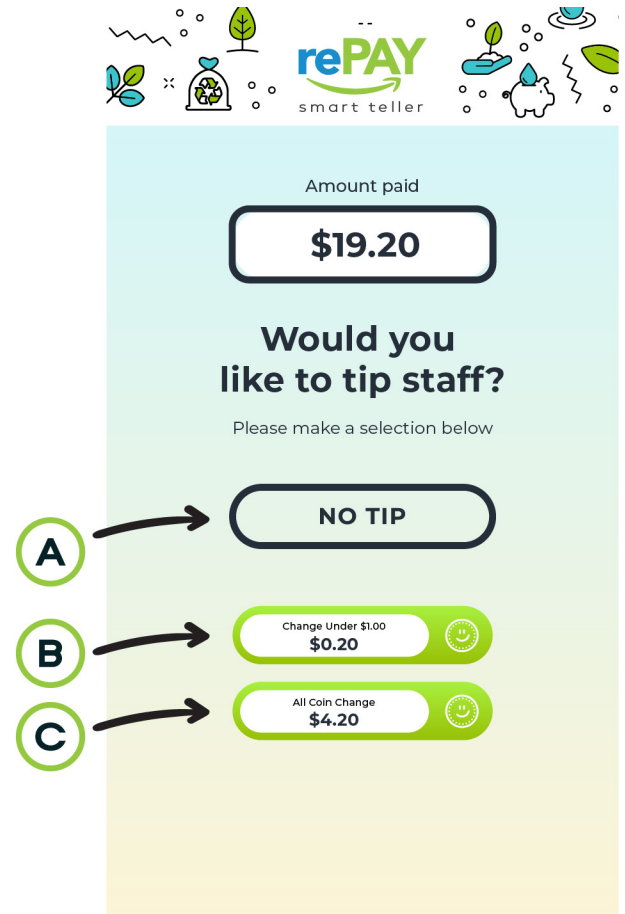 --
rePAY
smart teller
Amount paid
$19.20
Would you
like to tip staff?
Please make a selection below
A
NO TIP
B
Change Under $1.00
$0.20
C
All Coin Change
$4.20